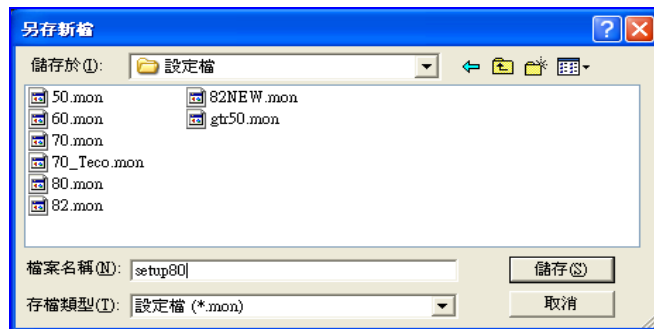 另存新檔
儲存於(I): 設定檔
50.mon
60.mon
70.mon
70_Teco.mon
80.mon
82.mon
82NEW.mon
gtr50.mon
檔案名稱(N): setup80
儲存(S)
存檔類型(T): 設定檔 (*.mon)
取消